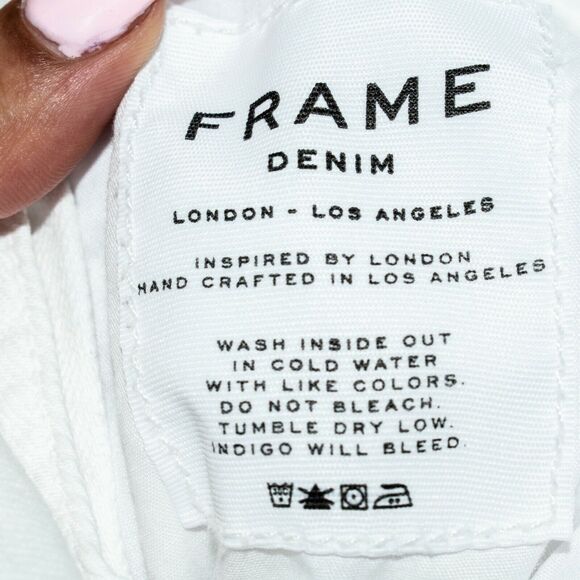 FRAME
DENIM
LONDON - LOS ANGELES
INSPIRED BY LONDON
HAND CRAFTED IN LOS ANGELES
WASH INSIDE OUT
IN COLD WATER
WITH LIKE COLORS.
DO NOT BLEACH.
TUMBLE DRY LOW.
INDIGO WILL BLEED.